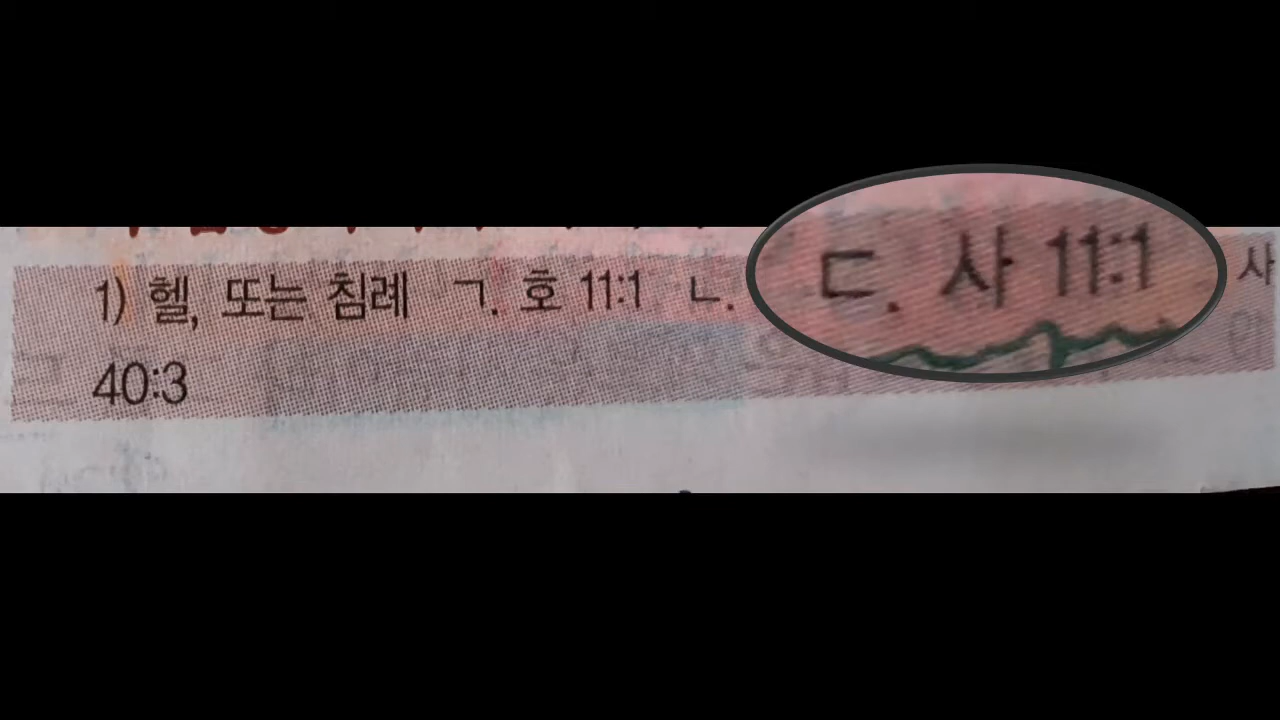 1) 헬, 또는 침례 ㄱ. 호 11:1 ㄴ. ㄷ. 사 11:1 사
40:3